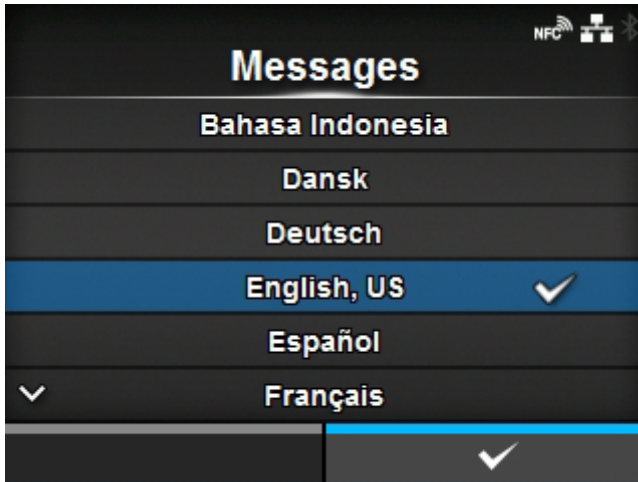 NFC
Messages
Bahasa Indonesia
Dansk
Deutsch
English, US
Español
Français